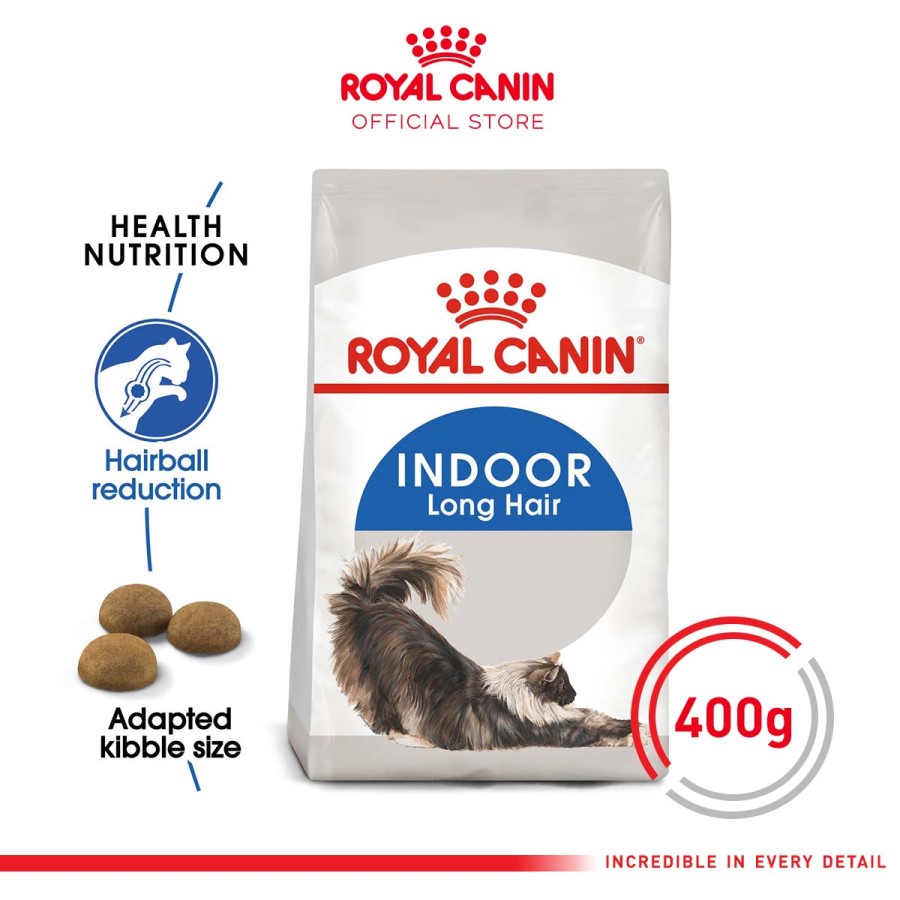 ROYAL CANIN
OFFICIAL STORE
HEALTH
NUTRITION
Hairball
reduction
Adapted
kibble size
ROYAL CANIN®
INDOOR
Long Hair
400g
INCREDIBLE IN EVERY DETAIL